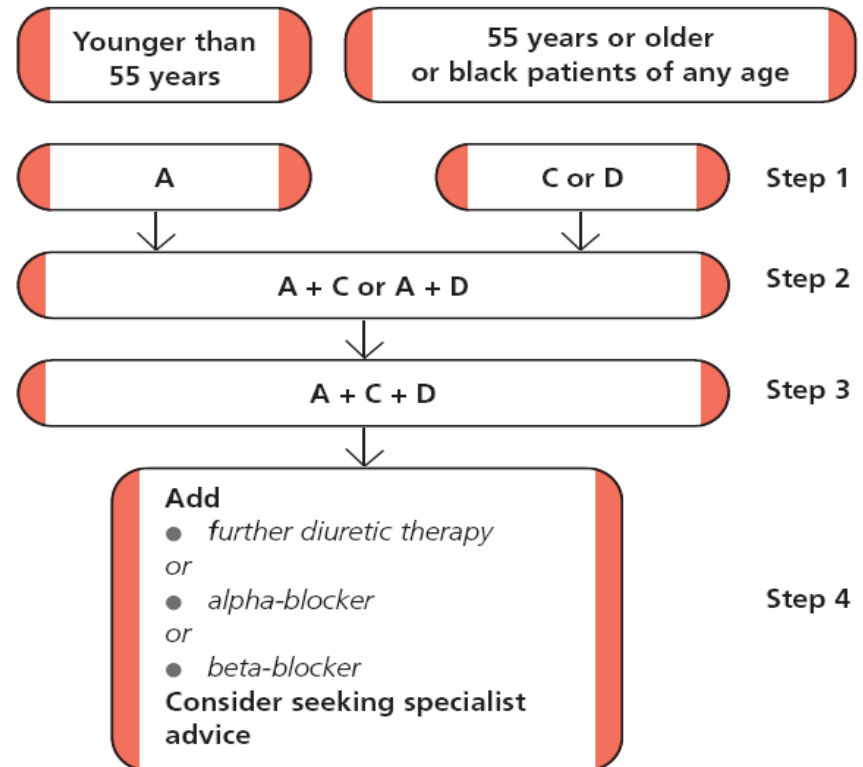 Younger than
55 years
55 years or older
or black patients of any age
A
C or D
Step 1
A + C or A + D
Step 2
A + C + D
Step 3
Add
● further diuretic therapy
or
● alpha-blocker
or
● beta-blocker
Consider seeking specialist
advice
Step 4